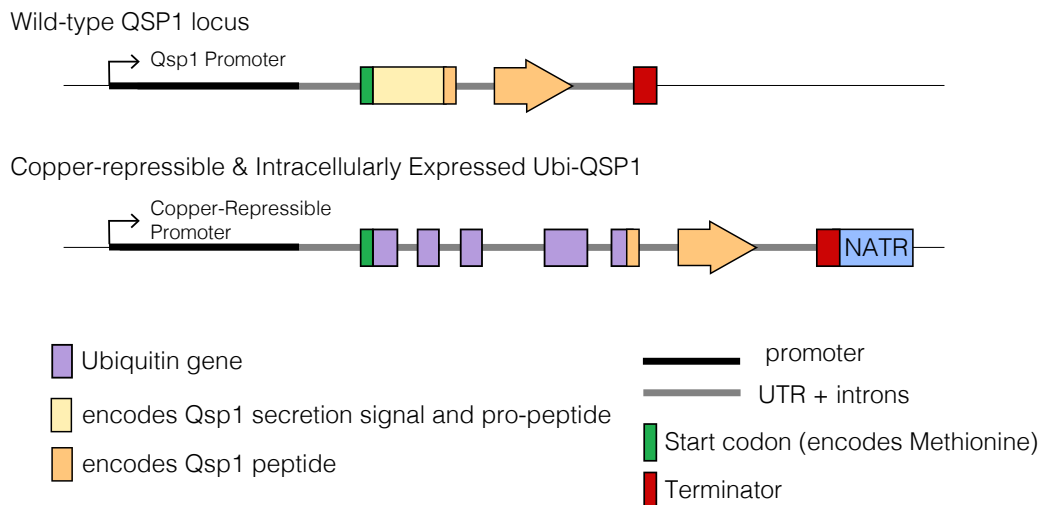 Wild-type QSP1 locus
Qsp1 Promoter
Copper-repressible & Intracellularly Expressed Ubi-QSP1
Copper-Repressible
Promoter
NATR
Ubiquitin gene
encodes Qsp1 secretion signal and pro-peptide
encodes Qsp1 peptide
promoter
UTR + introns
Start codon (encodes Methionine)
Terminator